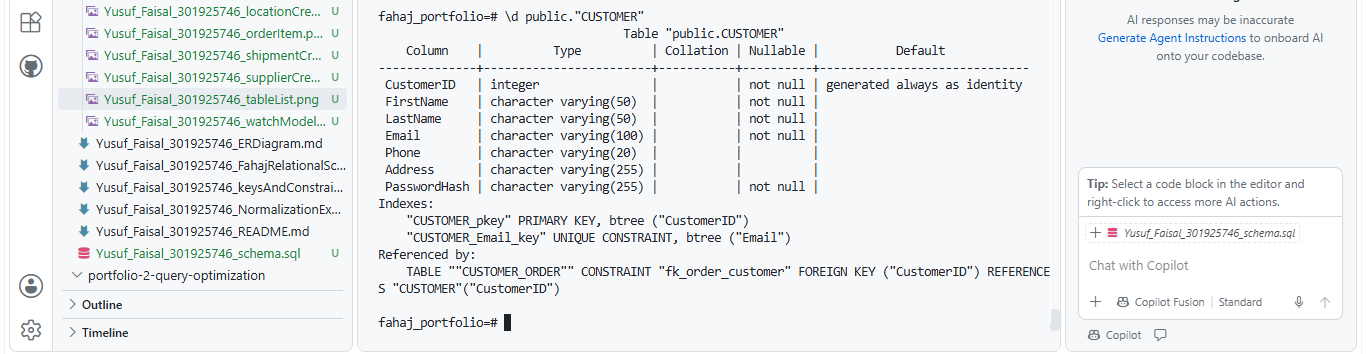 Yusuf_Faisal_301925746_locationCre... U
Yusuf_Faisal_301925746_orderItem.p... U
Yusuf_Faisal_301925746_shipmentCr... U
Yusuf_Faisal_301925746_supplierCre... U
Yusuf_Faisal_301925746_tableList.png U
Yusuf_Faisal_301925746_watchModel... U
Yusuf_Faisal_301925746_ERDiagram.md
Yusuf_Faisal_301925746_FahajRelationalSc...
Yusuf_Faisal_301925746_keysAndConstrai...
Yusuf_Faisal_301925746_NormalizationEx...
Yusuf_Faisal_301925746_README.md
Yusuf_Faisal_301925746_schema.sql U
portfolio-2-query-optimization
Outline
Timeline
fahaj_portfolio=# \d public."CUSTOMER"
Table "public.CUSTOMER"
Column | Type | Collation | Nullable | Default
-------------+------------------------+-----------+----------+------------------------------
CustomerID | integer | | not null | generated always as identity
FirstName | character varying(50) | | not null |
LastName | character varying(50) | | not null |
Email | character varying(100) | | not null |
Phone | character varying(20) | | |
Address | character varying(255) | | |
PasswordHash | character varying(255) | | not null |
Indexes:
"CUSTOMER_pkey" PRIMARY KEY, btree ("CustomerID")
"CUSTOMER_Email_key" UNIQUE CONSTRAINT, btree ("Email")
Referenced by:
TABLE ""CUSTOMER_ORDER"" CONSTRAINT "fk_order_customer" FOREIGN KEY ("CustomerID") REFERENCE
S "CUSTOMER"("CustomerID")
fahaj_portfolio=#
AI responses may be inaccurate
Generate Agent Instructions to onboard AI
onto your codebase.
Tip: Select a code block in the editor and
right-click to access more AI actions.
Yusuf_Faisal_301925746_schema.sql
Chat with Copilot
Copilot Fusion | Standard
Copilot